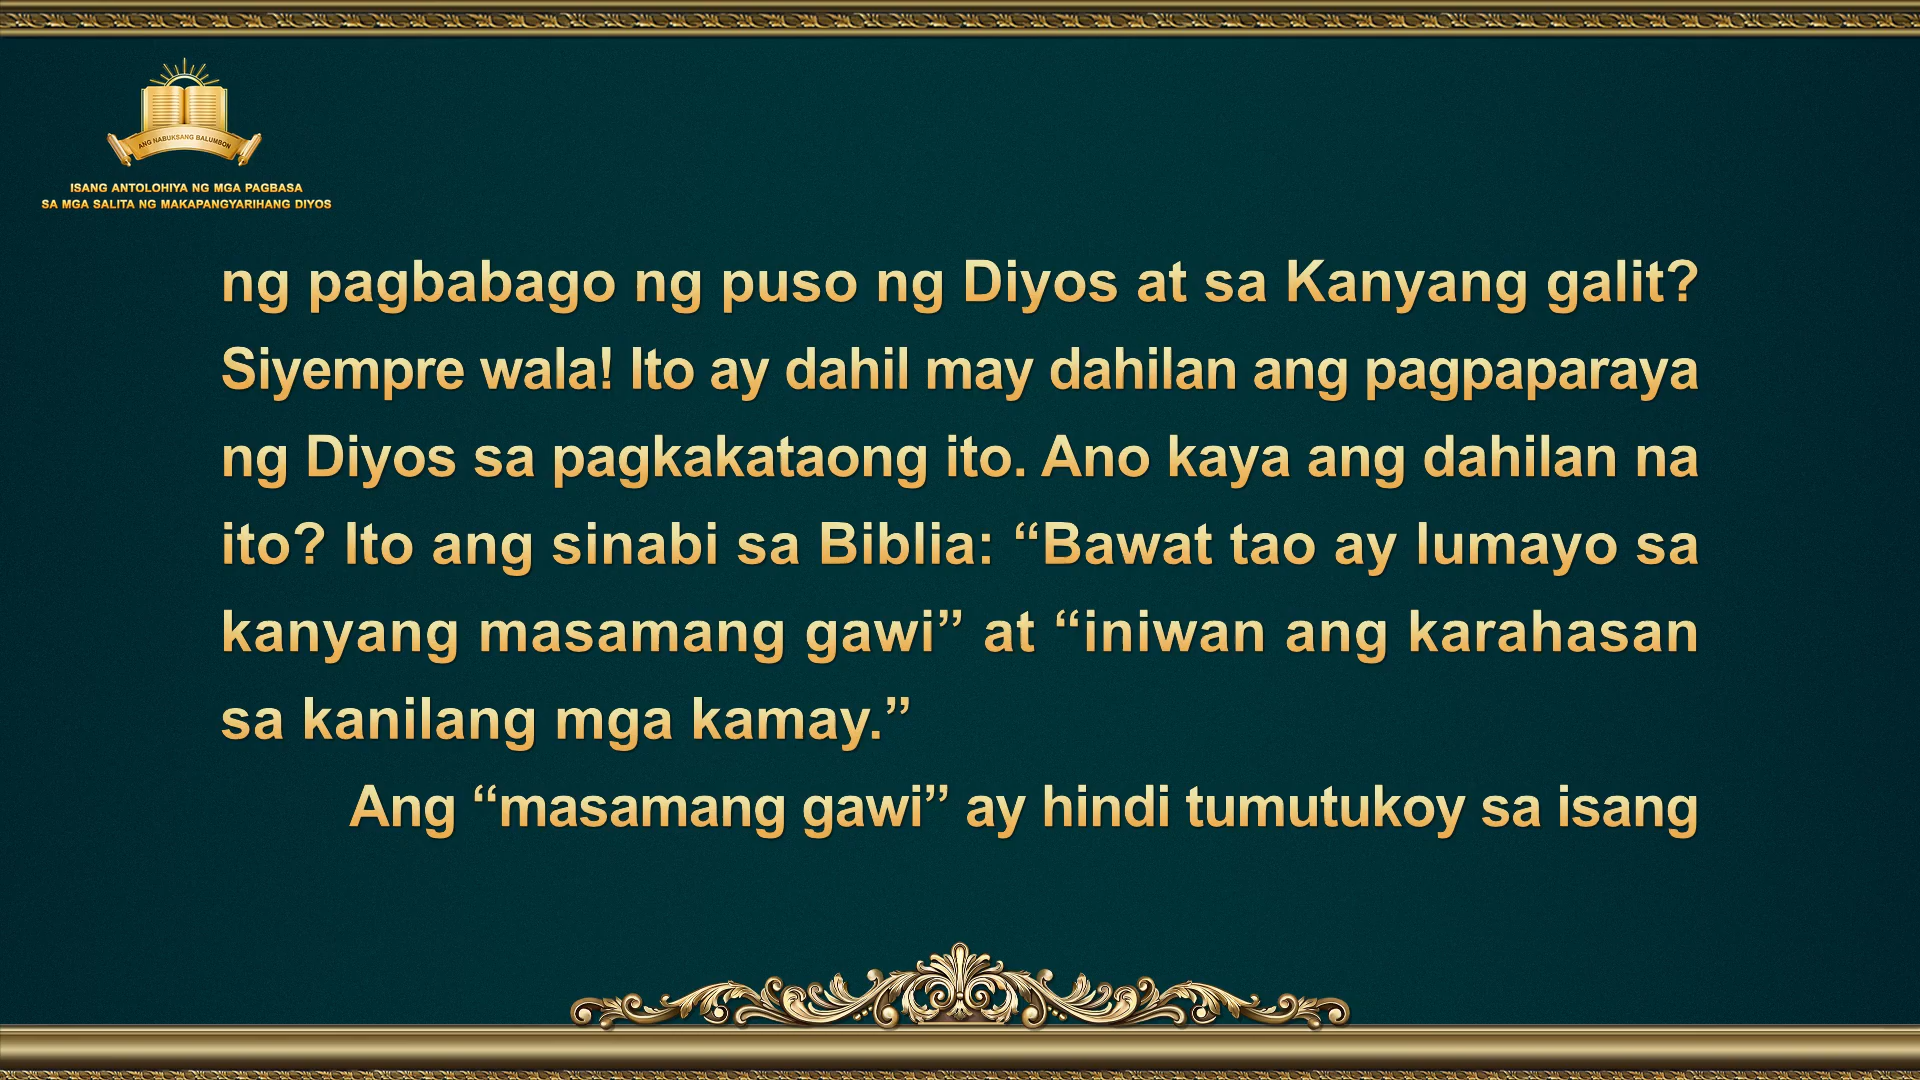 ANG NABUKSANG BALUMBON
ISANG ANTOLOHIYA NG MGA PAGBASA
SA MGA SALITA NG MAKAPANGYARIHANG DIYOS
ng pagbabago ng puso ng Diyos at sa Kanyang galit?
Siyempre wala! Ito ay dahil may dahilan ang pagpaparaya
ng Diyos sa pagkakataong ito. Ano kaya ang dahilan na
ito? Ito ang sinabi sa Biblia: “Bawat tao ay lumayo sa
kanyang masamang gawi” at “iniwan ang karahasan
sa kanilang mga kamay.”
Ang “masamang gawi” ay hindi tumutukoy sa isang